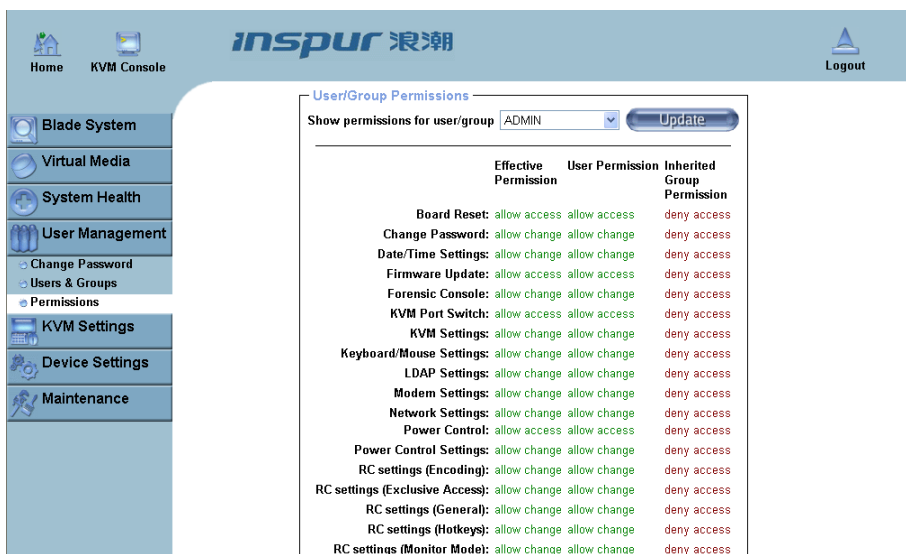 inspur 浪潮
Home
KVM Console
Logout
Blade System
Virtual Media
System Health
User Management
Change Password
Users & Groups
Permissions
KVM Settings
Device Settings
Maintenance
User/Group Permissions
Show permissions for user/group ADMIN Update
Effective Permission User Permission Inherited Group Permission
Board Reset: allow access allow access deny access
Change Password: allow change allow change deny access
Date/Time Settings: allow change allow change deny access
Firmware Update: allow access allow access deny access
Forensic Console: allow change allow change deny access
KVM Port Switch: allow access allow access deny access
KVM Settings: allow change allow change deny access
Keyboard/Mouse Settings: allow change allow change deny access
LDAP Settings: allow change allow change deny access
Modem Settings: allow change allow change deny access
Network Settings: allow change allow change deny access
Power Control: allow access allow access deny access
Power Control Settings: allow change allow change deny access
RC settings (Encoding): allow change allow change deny access
RC settings (Exclusive Access): allow change allow change deny access
RC settings (General): allow change allow change deny access
RC settings (Hotkeys): allow change allow change deny access
RC settings (Monitor Mode): allow change allow change deny access